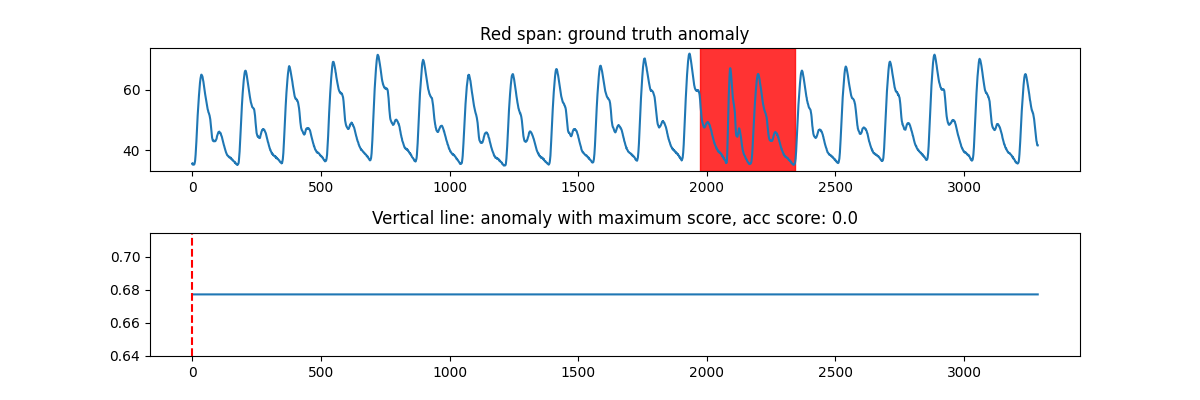 Red span: ground truth anomaly
60
40
0 500 1000 1500 2000 2500 3000
Vertical line: anomaly with maximum score, acc score: 0.0
0.70
0.68
0.66
0.64
0 500 1000 1500 2000 2500 3000